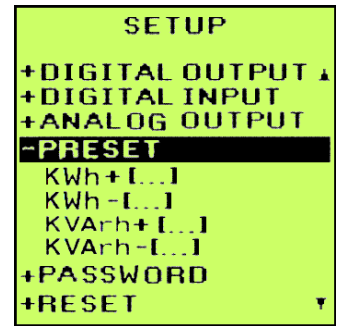 SETUP
+DIGITAL OUTPUT
+DIGITAL INPUT
+ANALOG OUTPUT
-PRESET
KWh+[...]
KWh-[...]
KVArh+[...]
KVArh-[...]
+PASSWORD
+RESET